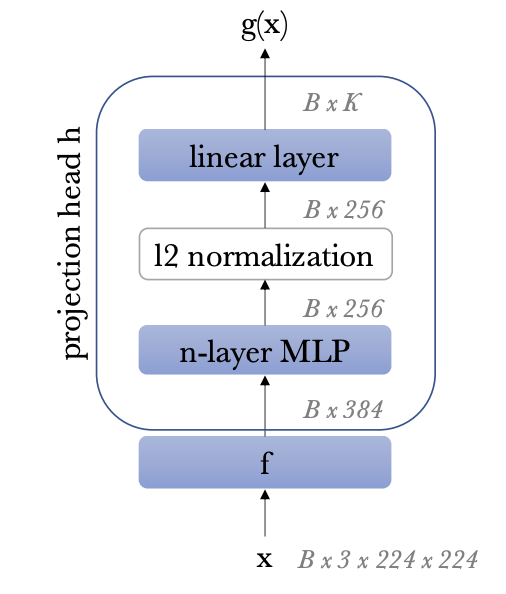 g(x)
B x K
linear layer
B x 256
l2 normalization
B x 256
n-layer MLP
B x 384
projection head h
f
x B x 3 x 224 x 224